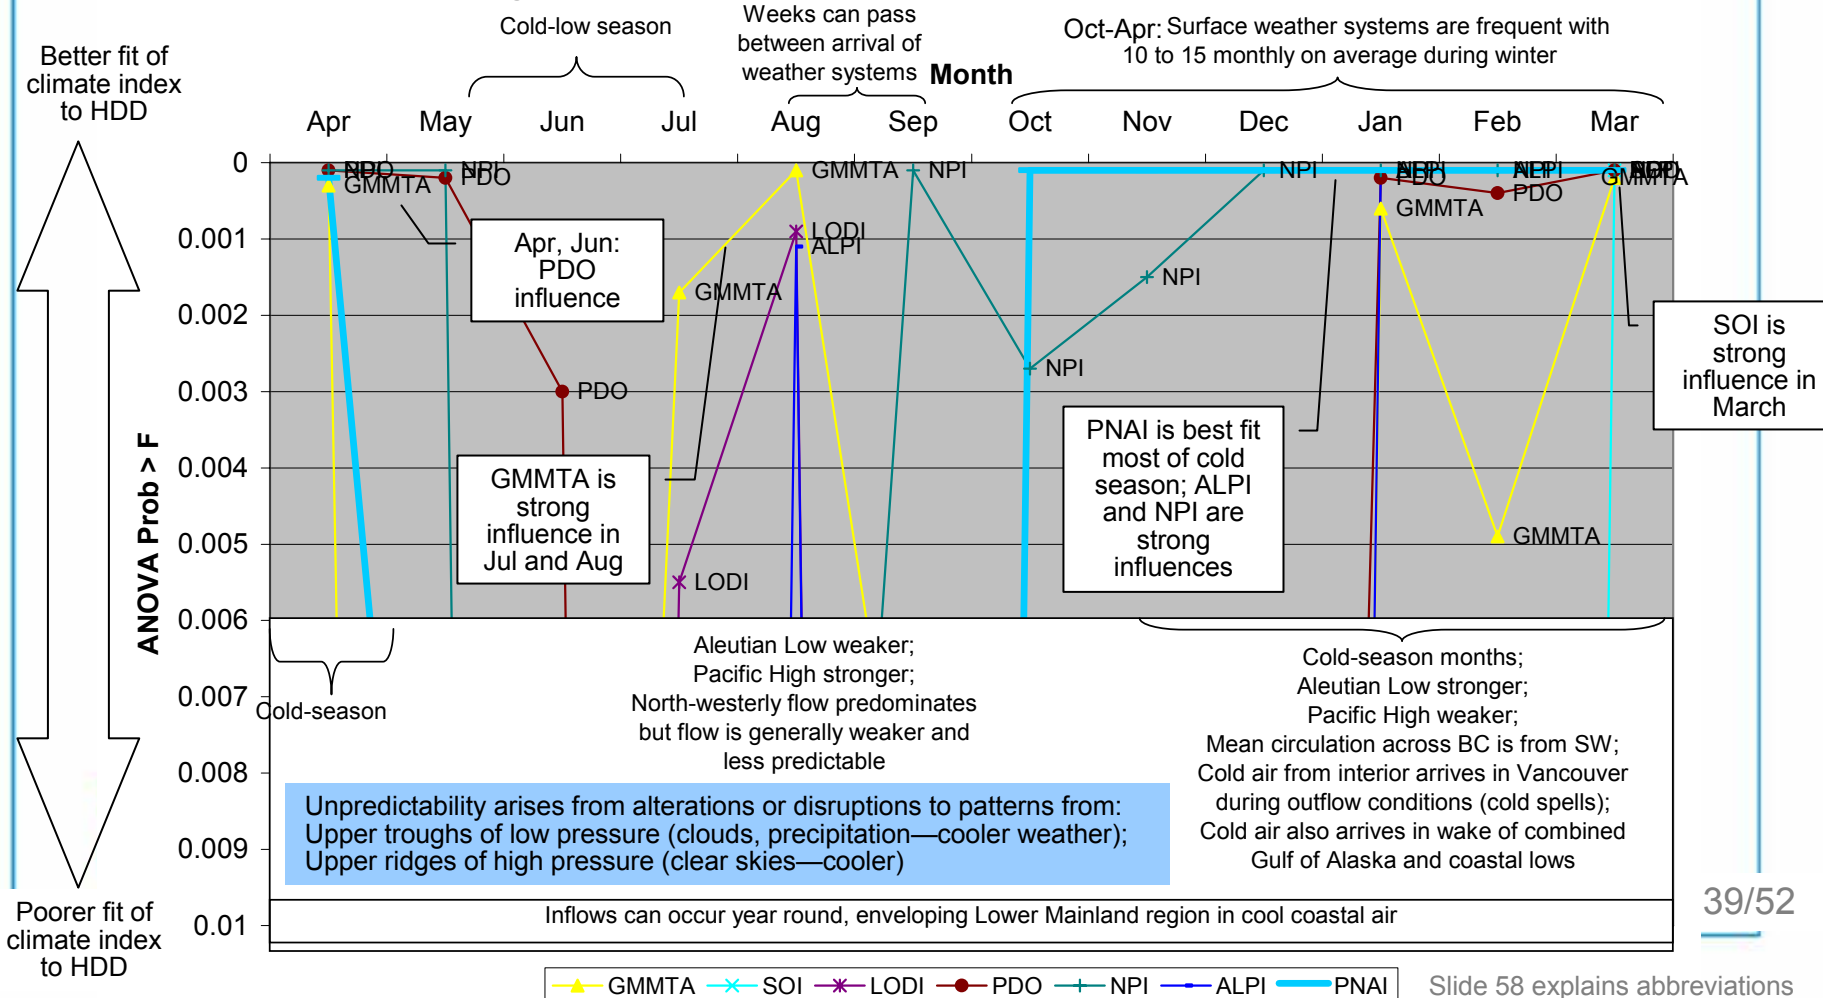 Cold-low season
Weeks can pass
between arrival of
weather systems
Month
Oct-Apr: Surface weather systems are frequent with
10 to 15 monthly on average during winter
Better fit of
climate index
to HDD
Apr May Jun Jul Aug Sep Oct Nov Dec Jan Feb Mar
0
0.001
0.002
0.003
0.004
0.005
0.006
0.007
0.008
0.009
0.01
ANOVA Prob > F
PDO
GMMTA
NPI
PDO
PDO
GMMTA
LODI
GMMTA
LODI
ALPI
NPI
NPI
NPI
NPI
ALPI
PDO
GMMTA
ALPI
PDO
GMMTA
GMMTA
Apr, Jun:
PDO
influence
GMMTA is
strong
influence in
Jul and Aug
PNAI is best fit
most of cold
season; ALPI
and NPI are
strong
influences
SOI is
strong
influence in
March
Cold-season
Aleutian Low weaker;
Pacific High stronger;
North-westerly flow predominates
but flow is generally weaker and
less predictable
Cold-season months;
Aleutian Low stronger;
Pacific High weaker;
Mean circulation across BC is from SW;
Cold air from interior arrives in Vancouver
during outflow conditions (cold spells);
Cold air also arrives in wake of combined
Gulf of Alaska and coastal lows
Unpredictability arises from alterations or disruptions to patterns from:
Upper troughs of low pressure (clouds, precipitation—cooler weather);
Upper ridges of high pressure (clear skies—cooler)
Inflows can occur year round, enveloping Lower Mainland region in cool coastal air
Poorer fit of
climate index
to HDD
39/52
GMMTA SOI LODI PDO NPI ALPI PNAI
Slide 58 explains abbreviations